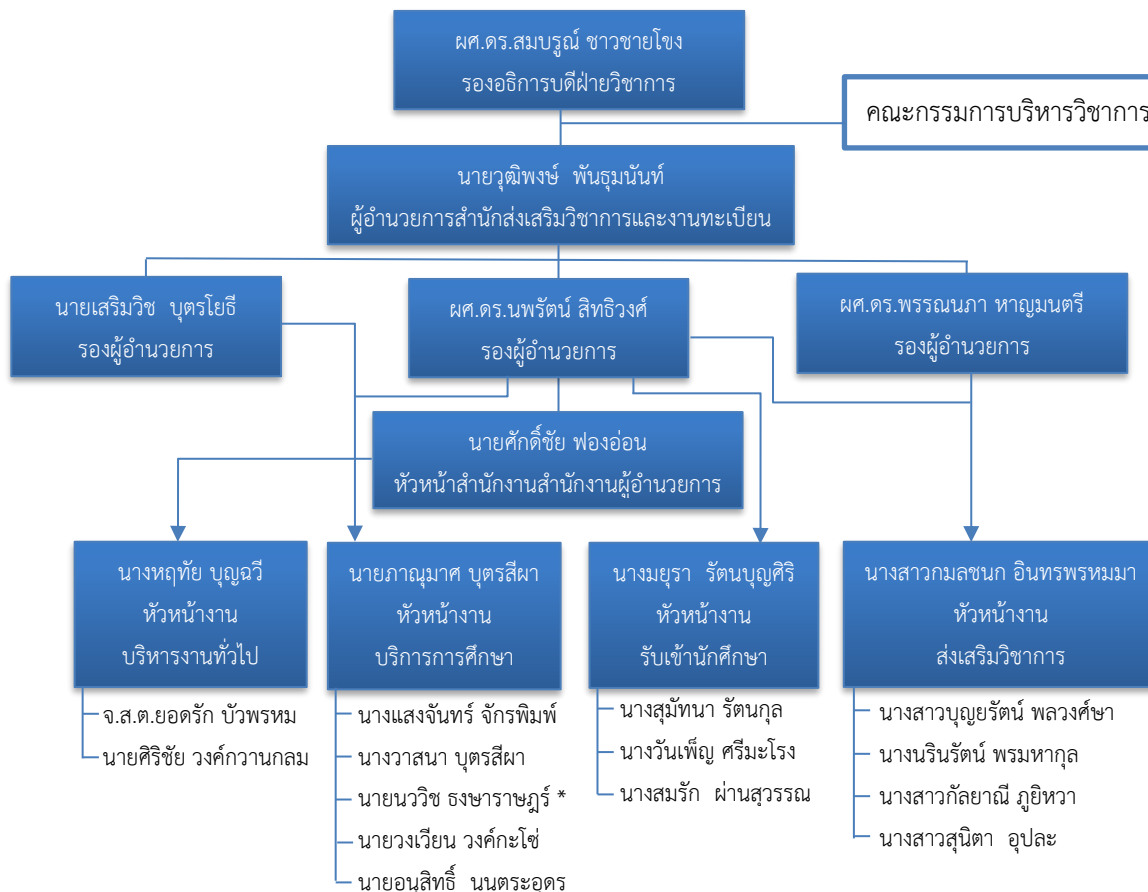 ผศ.ดร.สมบรูณ์ ชาวชายโขง
รองอธิการบดีฝ่ายวิชาการ
คณะกรรมการบริหารวิชาการ
นายวุฒิพงษ์ พันธุมนันท์
ผู้อำนวยการสำนักส่งเสริมวิชาการและงานทะเบียน
นายเสริมวิช บุตรโยธี
รองผู้อำนวยการ
ผศ.ดร.นพรัตน์ สิทธิวงศ์
รองผู้อำนวยการ
ผศ.ดร.พรรณนภา หาญมนตรี
รองผู้อำนวยการ
นายศักดิ์ชัย ฟองอ่อน
หัวหน้าสำนักงานสำนักงานผู้อำนวยการ
นางหฤทัย บุญฉวี
หัวหน้างาน
บริหารงานทั่วไป
จ.ส.ต.ยอดรัก บัวพรหม
นายศิริชัย วงค์กวานกลม
นายภาณุมาศ บุตรสีผา
หัวหน้างาน
บริการการศึกษา
นางแสงจันทร์ จักรพิมพ์
นางวาสนา บุตรสีผา
นายนววิช ธงษาราษฎร์ *
นายวงเวียน วงค์กะโซ่
นายอนุสิทธิ์ นนตระอุดร
นางมยุรา รัตนบุญศิริ
หัวหน้างาน
รับเข้านักศึกษา
นางสุมัทนา รัตนกุล
นางวันเพ็ญ ศรีมะโรง
นางสมรัก ผ่านสุวรรณ
นางสาวกมลชนก อินทรพรหมมา
หัวหน้างาน
ส่งเสริมวิชาการ
นางสาวบุญยรัตน์ พลวงศ์ษา
นางนรินรัตน์ พรมหากุล
นางสาวกัลยาณี ภูยิหวา
นางสาวสุนิตา อุปละ